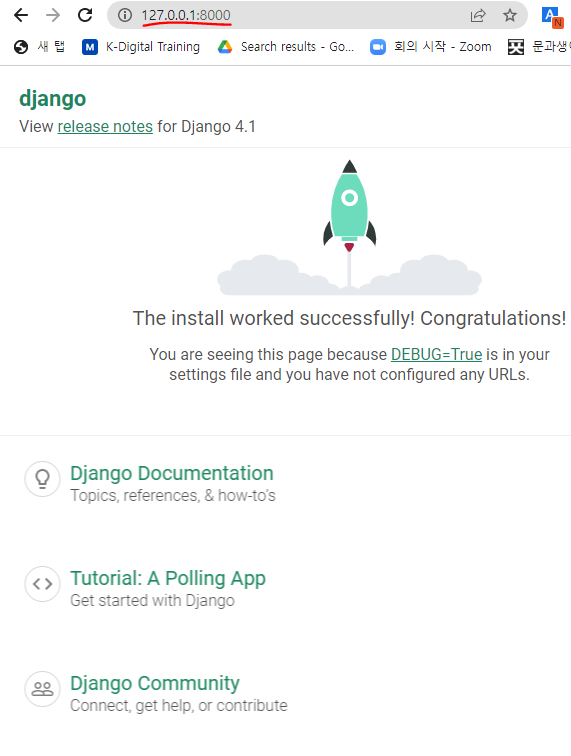 127.0.0.1:8000
새 탭 K-Digital Training Search results - Go... 회의 시작 - Zoom 문과생이
django
View release notes for Django 4.1
The install worked successfully! Congratulations!
You are seeing this page because DEBUG=True is in your
settings file and you have not configured any URLs.
Django Documentation
Topics, references, & how-to's
Tutorial: A Polling App
Get started with Django
Django Community
Connect, get help, or contribute